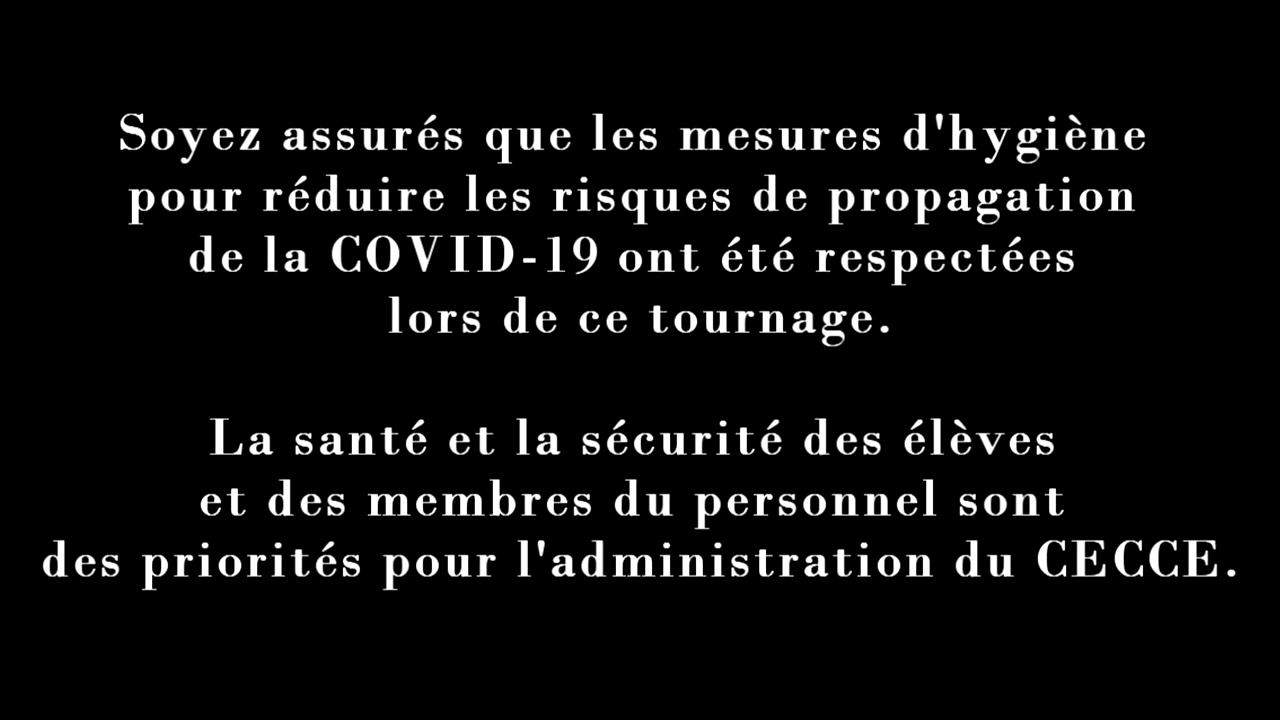 Soyez assurés que les mesures d'hygiène
pour réduire les risques de propagation
de la COVID-19 ont été respectées
lors de ce tournage.
La santé et la sécurité des élèves
et des membres du personnel sont
des priorités pour l'administration du CECCE.